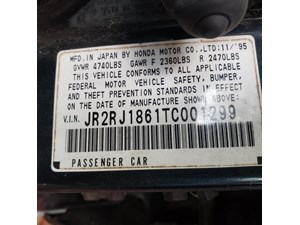 MFD. IN JAPAN BY HONDA MOTOR CO.,LTD:11/'95
GVWR 4740LBS GAWR F 2360LBS R 2470LBS
THIS VEHICLE CONFORMS TO ALL APPLICABLE
FEDERAL MOTOR VEHICLE SAFETY, BUMPER,
AND THEFT PREVENTION STANDARDS IN
EFFECT ON THE DATE OF MANUFACTURE
SHOWN ABOVE:
V.I.N. JR2RJ1861TC001299
PASSENGER CAR